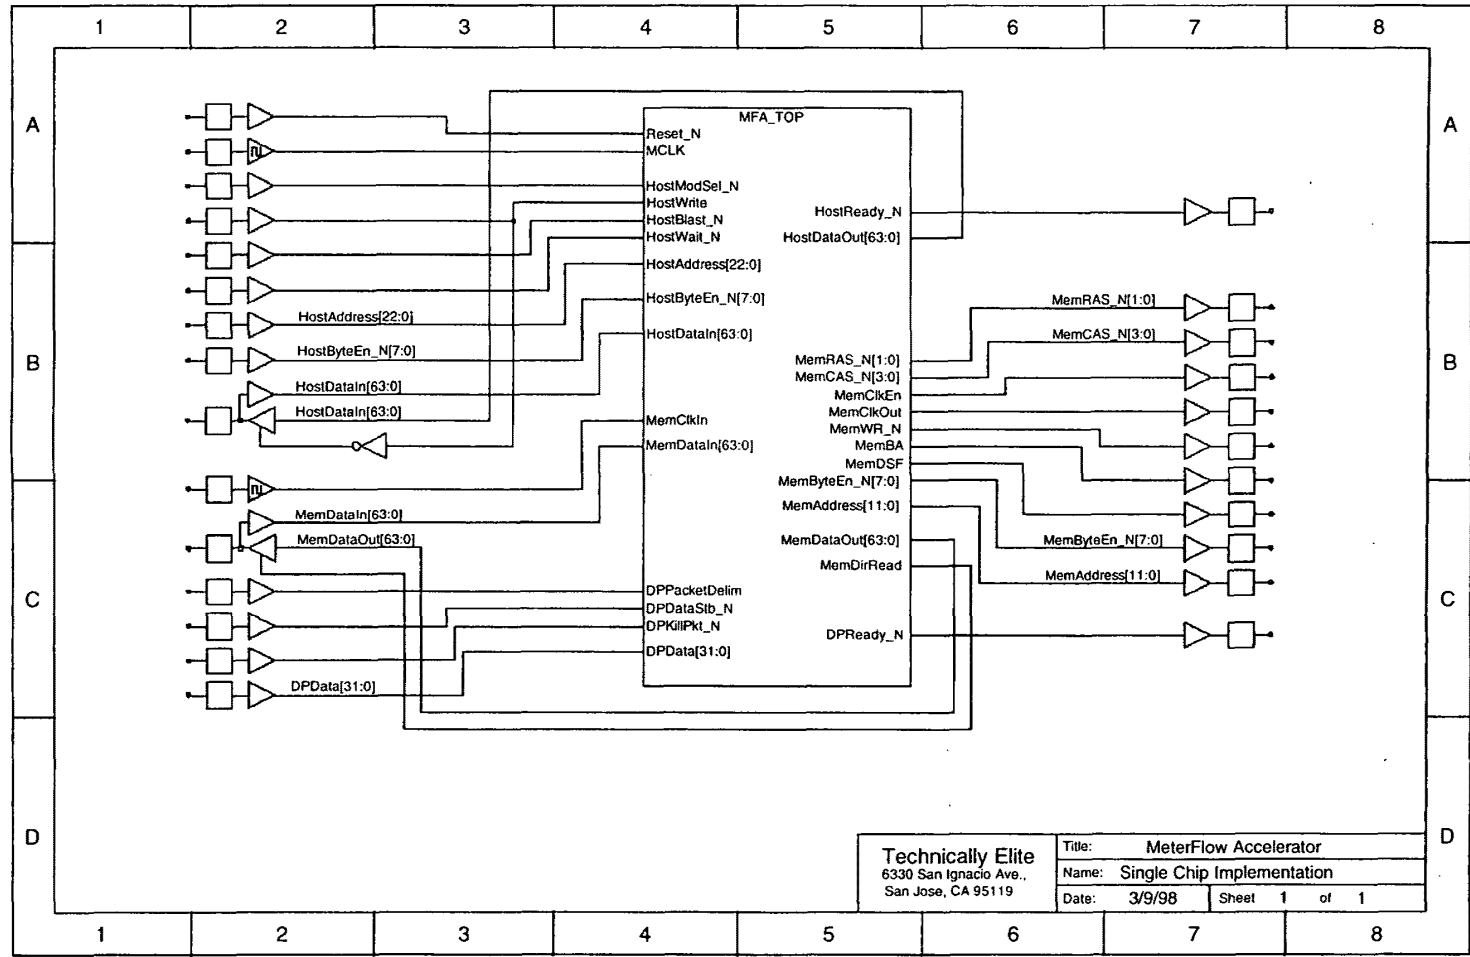 1 2 3 4 5 6 7 8
A A
B B
C C
D D
MFA_TOP
Reset_N
MCLK
HostModSel_N
HostWrite
HostBlast_N
HostWait_N
HostAddress[22:0]
HostByteEn_N[7:0]
HostDataIn[63:0]
MemClkIn
MemDataIn[63:0]
DPPacketDelim
DPDataStb_N
DPKillPkt_N
DPData[31:0]
HostReady_N
HostDataOut[63:0]
MemRAS_N[1:0]
MemCAS_N[3:0]
MemClkEn
MemClkOut
MemWR_N
MemBA
MemDSF
MemByteEn_N[7:0]
MemAddress[11:0]
MemDataOut[63:0]
MemDirRead
DPReady_N
HostAddress[22:0]
HostByteEn_N[7:0]
HostDataIn[63:0]
HostDataIn[63:0]
MemDataIn[63:0]
MemDataOut[63:0]
DPData[31:0]
MemRAS_N[1:0]
MemCAS_N[3:0]
MemByteEn_N[7:0]
MemAddress[11:0]
Technically Elite
6330 San Ignacio Ave.,
San Jose, CA 95119
Title: MeterFlow Accelerator
Name: Single Chip Implementation
Date: 3/9/98 Sheet 1 of 1
1 2 3 4 5 6 7 8